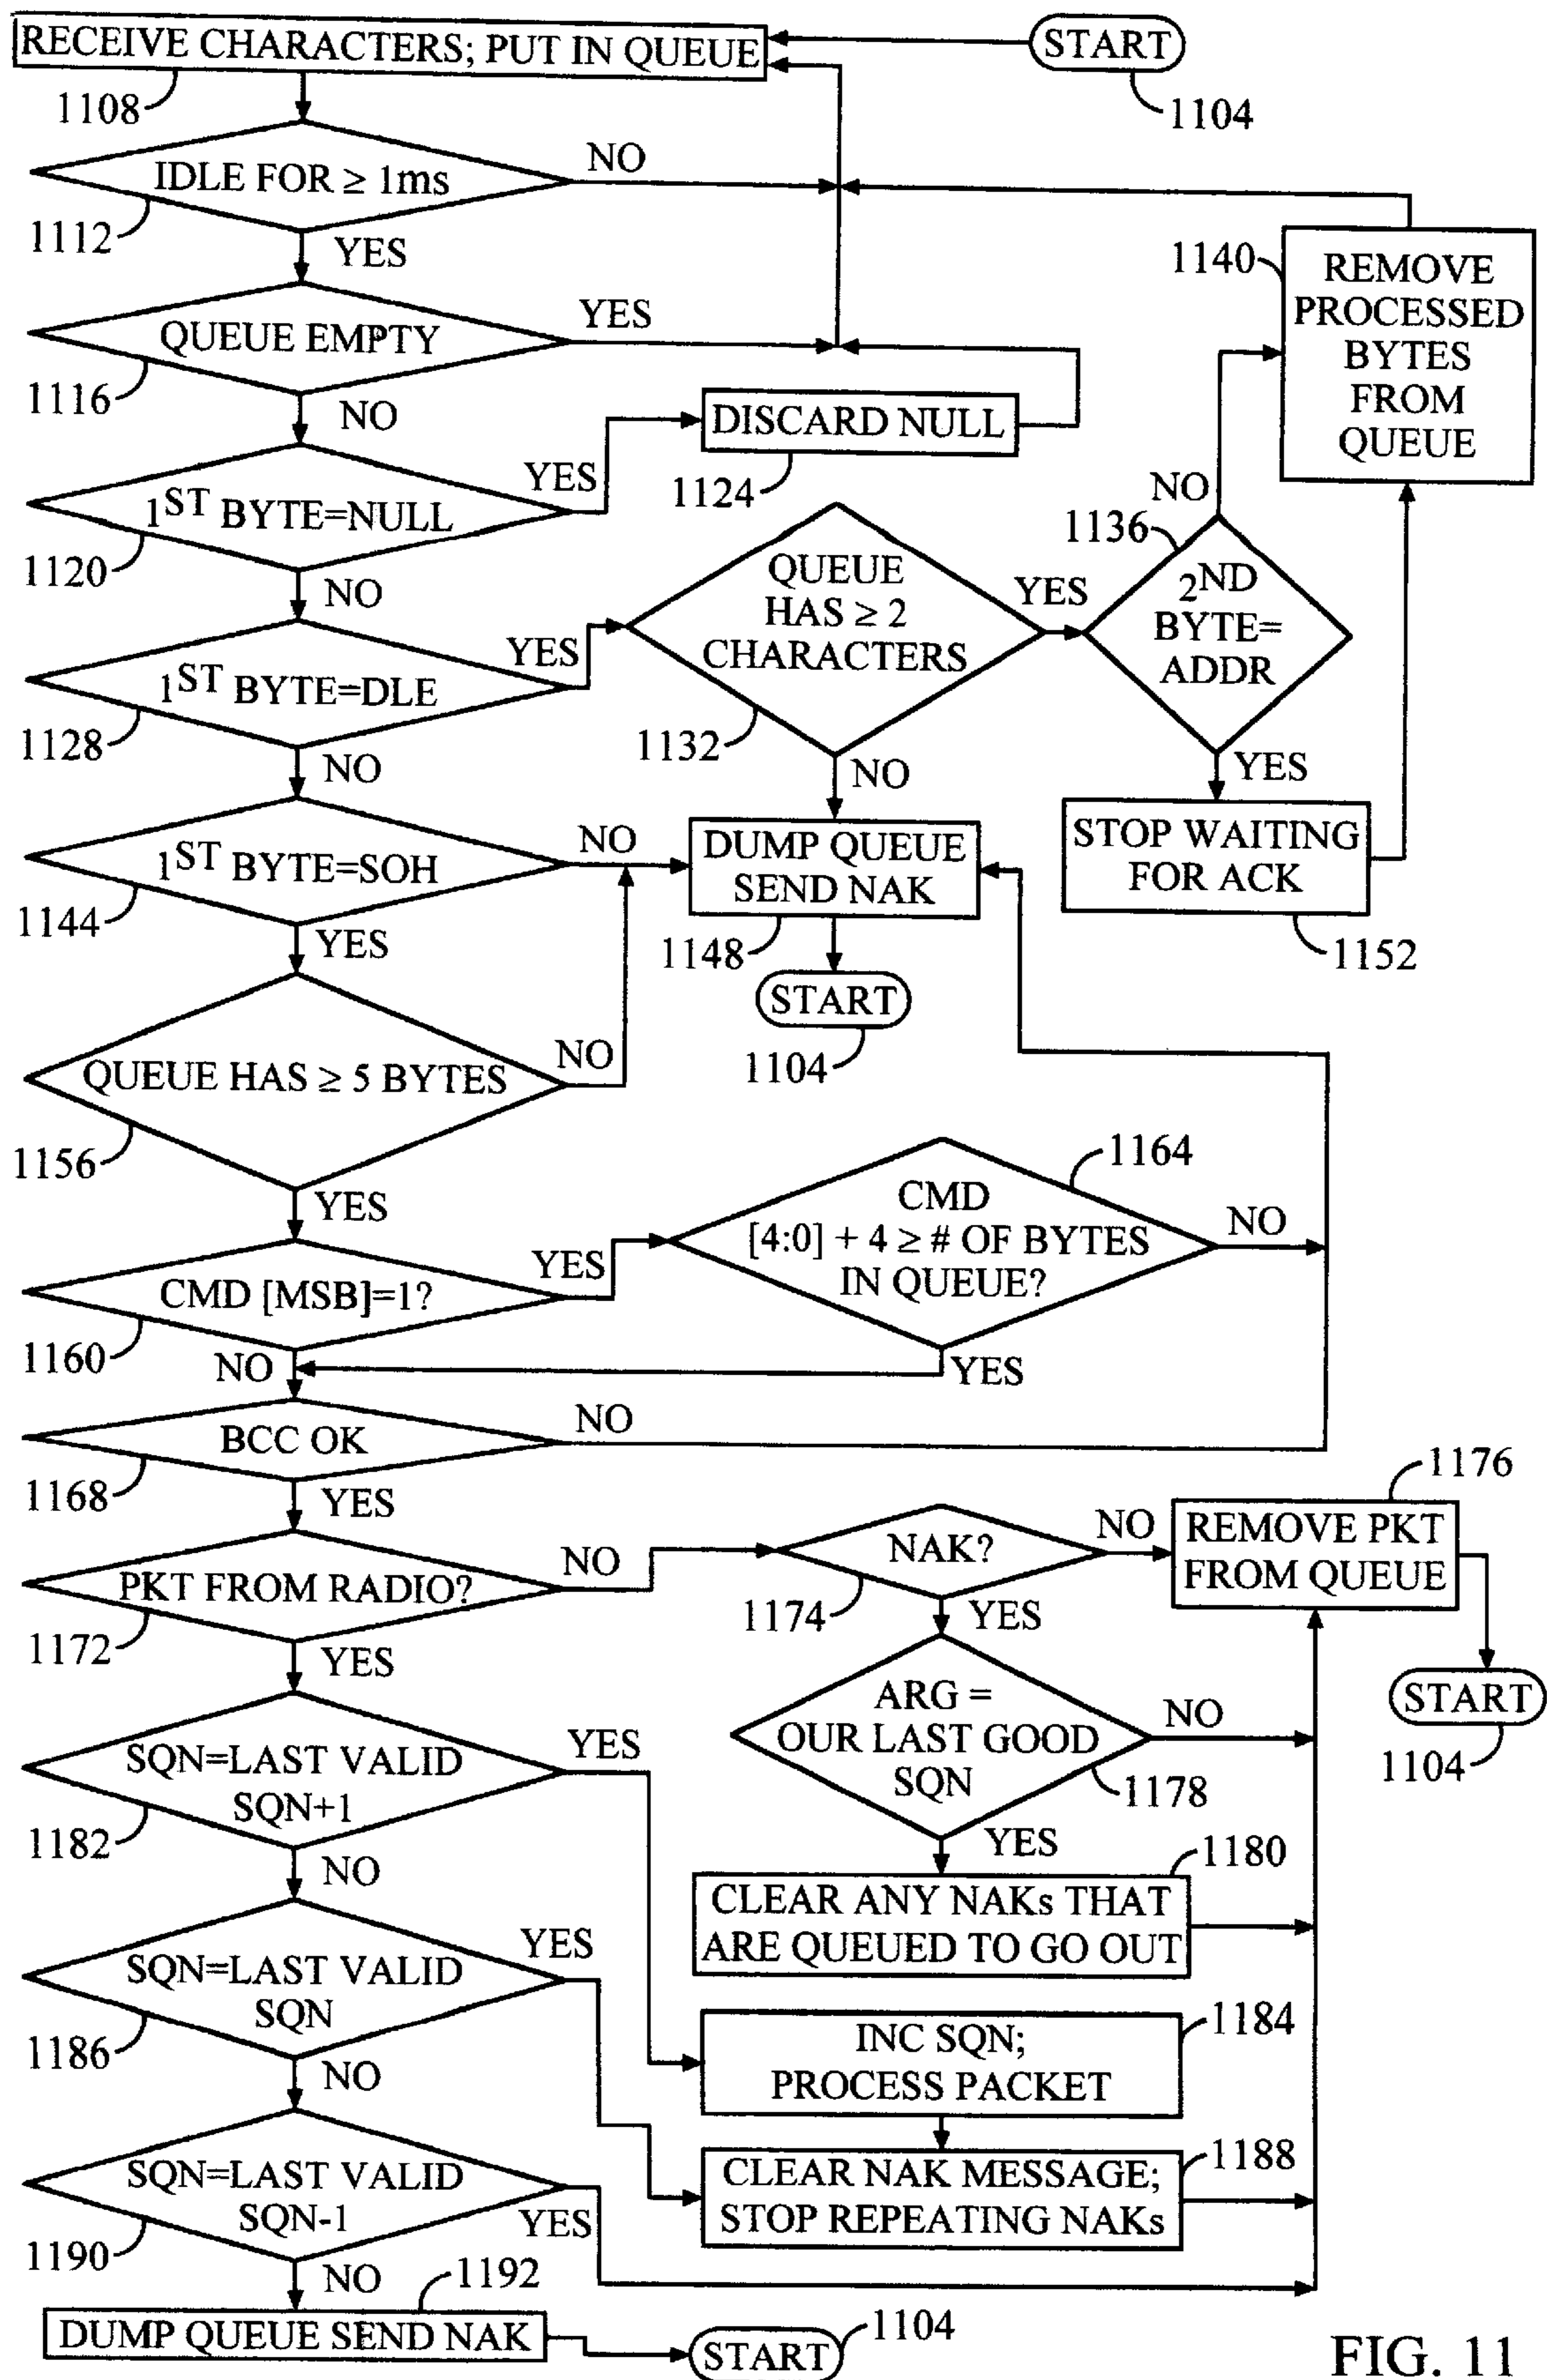 RECEIVE CHARACTERS; PUT IN QUEUE
START
1108
1104
IDLE FOR ≥ 1ms
NO
1112
YES
1140
REMOVE
PROCESSED
BYTES
FROM
QUEUE
QUEUE EMPTY
YES
1116
NO
DISCARD NULL
1124
1ST BYTE=NULL
YES
1120
NO
QUEUE
HAS ≥ 2
CHARACTERS
YES
1132
NO
1136
NO
2ND
BYTE=
ADDR
YES
1ST BYTE=DLE
YES
1128
NO
1ST BYTE=SOH
NO
1144
YES
DUMP QUEUE
SEND NAK
1148
START
1104
STOP WAITING
FOR ACK
1152
QUEUE HAS ≥ 5 BYTES
NO
1156
YES
1164
CMD
[4:0] + 4 ≥ # OF BYTES
IN QUEUE?
NO
YES
CMD [MSB]=1?
YES
1160
NO
BCC OK
NO
1168
YES
1176
PKT FROM RADIO?
NO
1172
YES
NAK?
NO
1174
YES
REMOVE PKT
FROM QUEUE
START
1104
ARG =
OUR LAST GOOD
SQN
NO
1178
YES
SQN=LAST VALID
SQN+1
YES
1182
NO
1180
CLEAR ANY NAKs THAT
ARE QUEUED TO GO OUT
SQN=LAST VALID
SQN
YES
1186
NO
INC SQN;
PROCESS PACKET
1184
CLEAR NAK MESSAGE;
STOP REPEATING NAKs
1188
SQN=LAST VALID
SQN-1
YES
1190
NO
1192
DUMP QUEUE SEND NAK
START
1104
FIG. 11